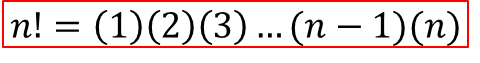 n! = (1)(2)(3) … (n − 1)(n)